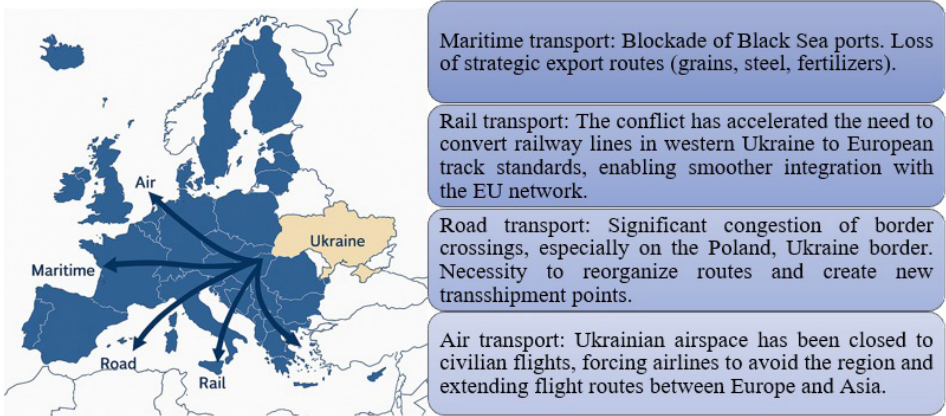 Air
Ukraine
Maritime
Road
Rail
Maritime transport: Blockade of Black Sea ports. Loss
of strategic export routes (grains, steel, fertilizers).
Rail transport: The conflict has accelerated the need to
convert railway lines in western Ukraine to European
track standards, enabling smoother integration with
the EU network.
Road transport: Significant congestion of border
crossings, especially on the Poland, Ukraine border.
Necessity to reorganize routes and create new
transshipment points.
Air transport: Ukrainian airspace has been closed to
civilian flights, forcing airlines to avoid the region and
extending flight routes between Europe and Asia.